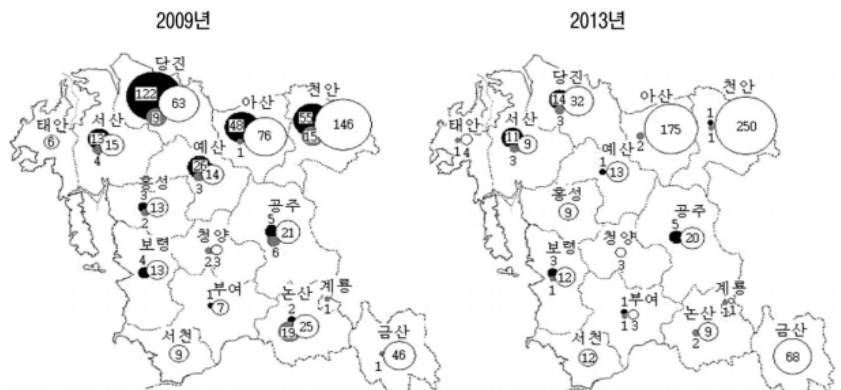 2009년
당진
122
63
9
서산
13
15
4
태안
6
아산
48
76
1
천안
55
146
15
예산
26
14
3
홍성
3
13
2
공주
5
21
6
보령
4
13
청양
2 3
부여
1
7
논산
2
19
25
계룡
1
서천
9
금산
46
1
2013년
당진
14
32
3
서산
11
9
3
태안
1 4
아산
175
2
천안
1
250
1
예산
1
13
홍성
9
공주
5
20
보령
3
12
1
청양
3
부여
1
1 3
논산
9
2
계룡
1 1
서천
12
금산
68